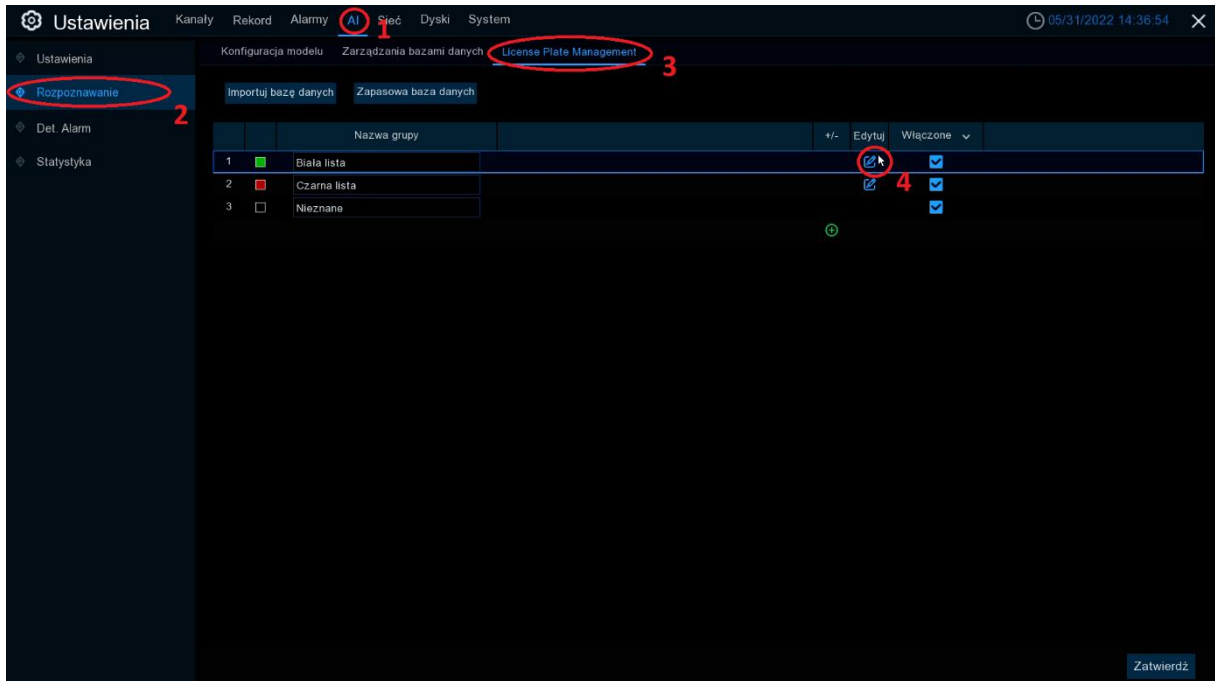 Ustawienia Kanały Rekord Alarmy AI Sieć Dyski System 05/31/2022 14:36:54
1
Ustawienia
Rozpoznawanie
2
Det. Alarm
Statystyka
Konfiguracja modelu Zarządzania bazami danych License Plate Management
3
Importuj bazę danych Zapasowa baza danych
Nazwa grupy +/- Edytuj Włączone
1 Biała lista
4
2 Czarna lista
3 Nieznane
Zatwierdź